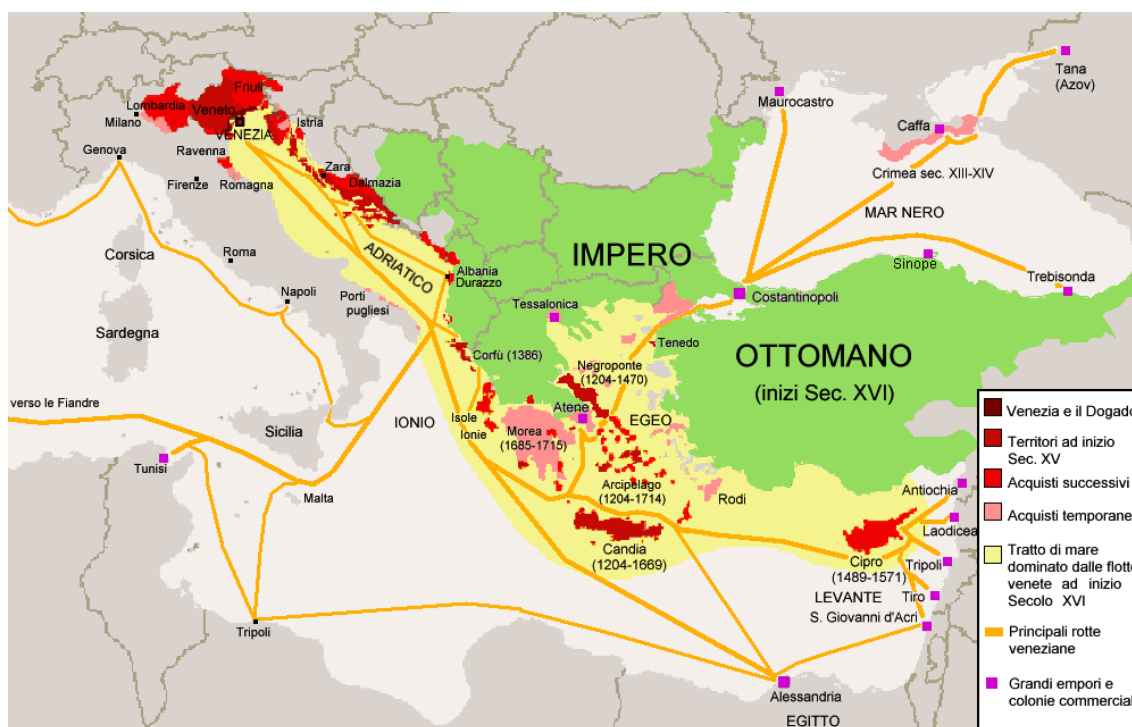 Tana
(Azov)
Maurocastro
Caffa
Crimea sec. XIII-XIV
MAR NERO
Sinope
Trebisonda
Friuli
Lombardia
Veneto
Milano
VENEZIA
Istria
Genova
Ravenna
Romagna
Firenze
Zara
Dalmazia
Corsica
Roma
ADRIATICO
IMPERO
Albania
Durazzo
Napoli
Porti
pugliesi
Tessalonica
Costantinopoli
Sardegna
Tenedo
OTTOMANO
(inizi Sec. XVI)
Corfù (1386)
Negroponte
(1204-1470)
verso le Fiandre
IONIO
Isole
Ionie
Morea
(1685-1715)
Atene
EGEO
Sicilia
Tunisi
Malta
Arcipelago
(1204-1714)
Rodi
Antiochia
Laodicea
Candia
(1204-1669)
Cipro
(1489-1571)
Tripoli
LEVANTE
Tiro
S. Giovanni d'Acri
Tripoli
Alessandria
EGITTO
Venezia e il Dogado
Territori ad inizio
Sec. XV
Acquisti successivi
Acquisti temporane
Tratto di mare
dominato dalle flotte
venete ad inizio
Secolo XVI
Principali rotte
veneziane
Grandi empori e
colonie commercial